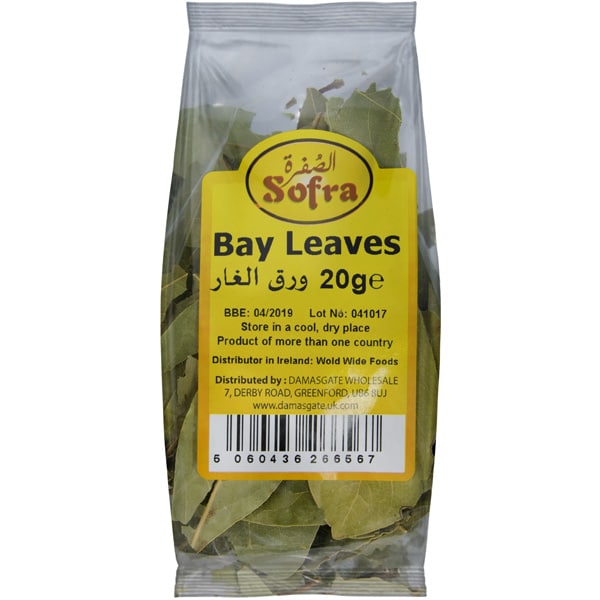 الصُفرة
Sofra
Bay Leaves
ورق الغار 20g℮
BBE: 04/2019 Lot No: 041017
Store in a cool, dry place
Product of more than one country
Distributor in Ireland: Wold Wide Foods
Distributed by : DAMASGATE WHOLESALE
7, DERBY ROAD, GREENFORD, UB6 8UJ
www.damasgate.uk.com
5 060436 266567